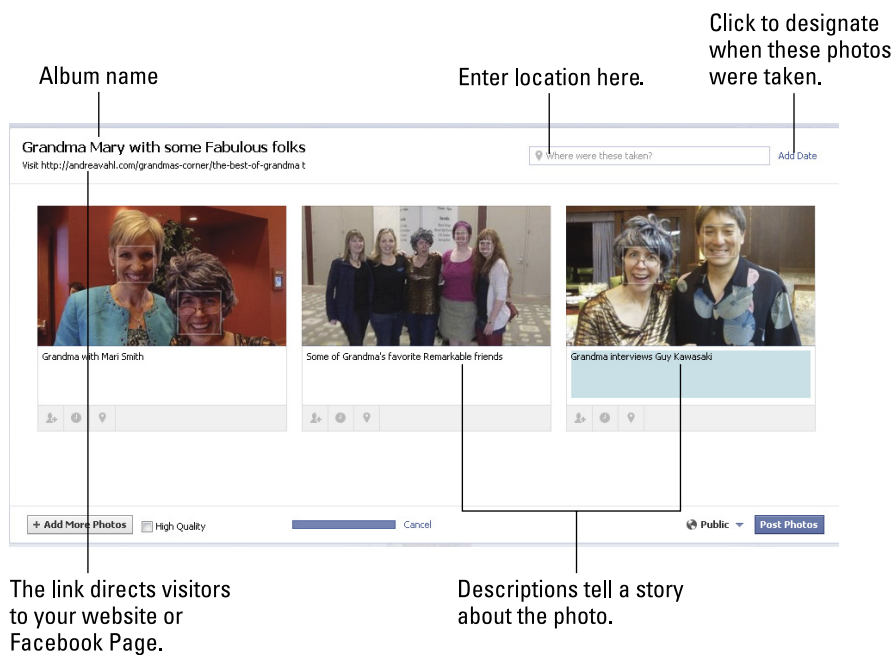 Click to designate
when these photos
were taken.
Album name
Enter location here.
Grandma Mary with some Fabulous folks
Visit http://andreavahl.com/grandmas-corner/the-best-of-grandma t
Where were these taken?
Add Date
Grandma with Mari Smith
Some of Grandma's favorite Remarkable friends
Grandma interviews Guy Kawasaki
+ Add More Photos
High Quality
Cancel
Public
Post Photos
The link directs visitors
to your website or
Facebook Page.
Descriptions tell a story
about the photo.